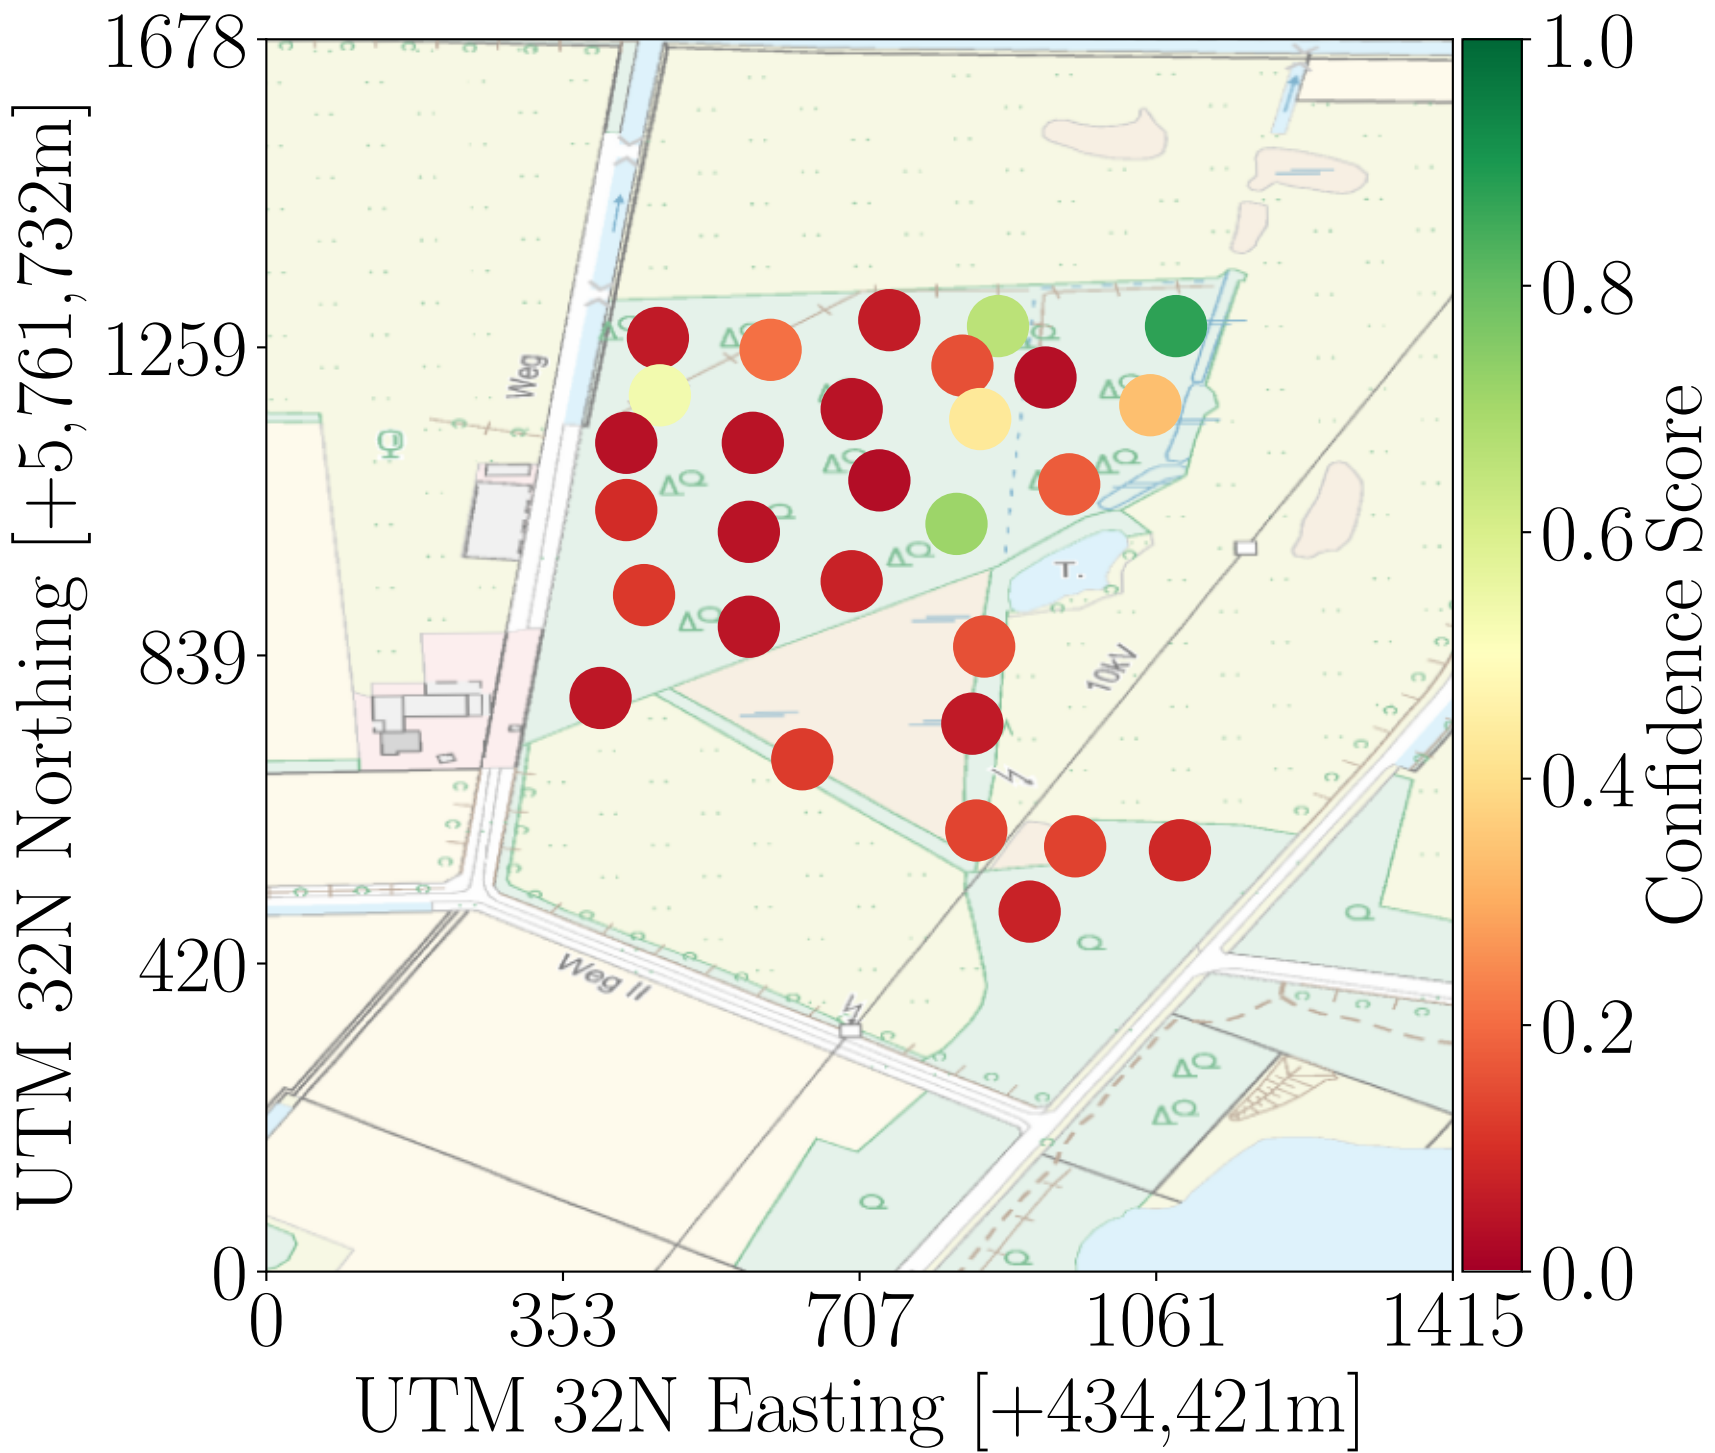 UTM 32N Northing [+5,761,732m]
1678
1259
839
420
0
0
353
707
1061
1415
UTM 32N Easting [+434,421m]
Weg
T.
10kV
Weg II
1.0
0.8
0.6
0.4
0.2
0.0
Confidence Score